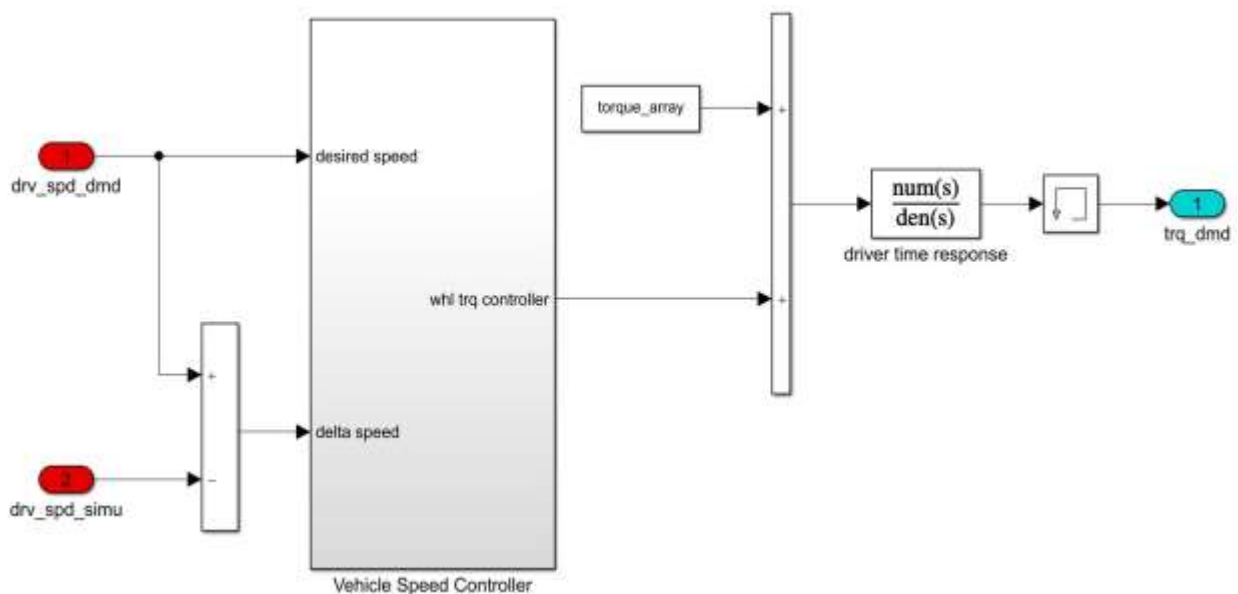 torque_array
+
1
desired speed
drv_spd_dmd
num(s)
den(s)
1
driver time response
trq_dmd
whl trq controller
+
+
delta speed
2
−
drv_spd_simu
Vehicle Speed Controller